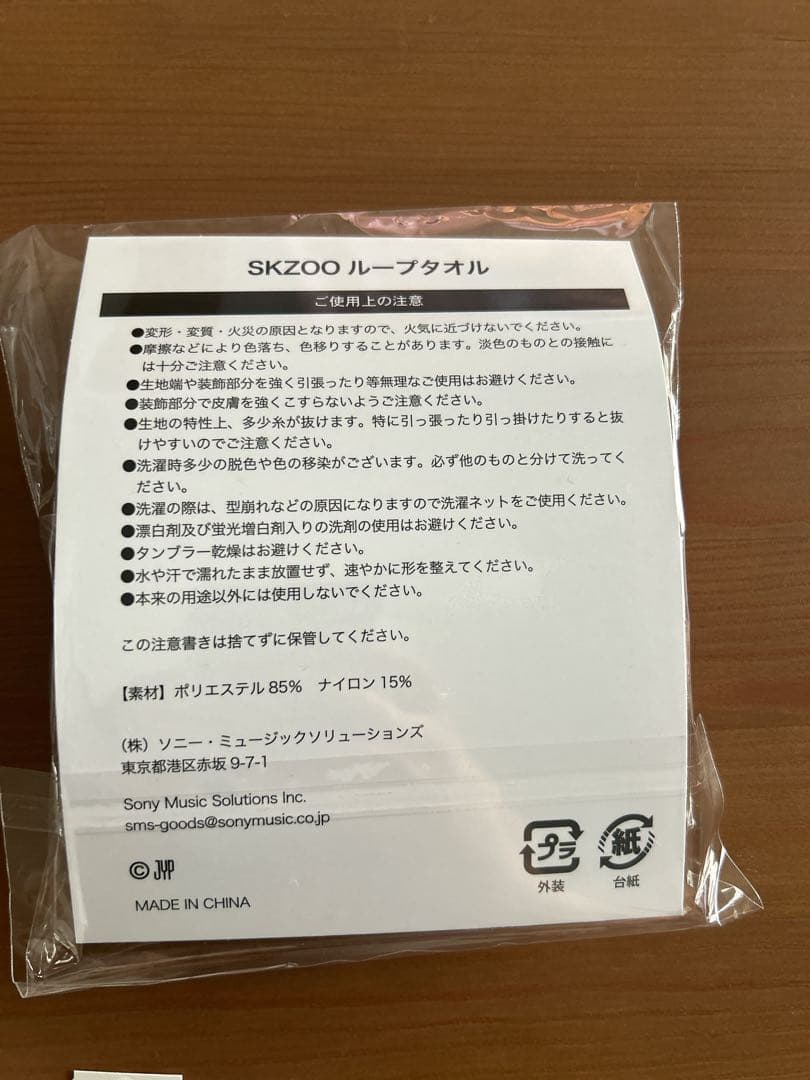 SKZOO ループタオル
ご使用上の注意
●変形・変質・火災の原因となりますので、火気に近づけないでください。
●摩擦などにより色落ち、色移りすることがあります。淡色のものとの接触に
は十分ご注意ください。
●生地端や装飾部分を強く引張ったり等無理なご使用はお避けください。
●装飾部分で皮膚を強くこすらないようご注意ください。
●生地の特性上、多少糸が抜けます。特に引っ張ったり引っ掛けたりすると抜
けやすいのでご注意ください。
●洗濯時多少の脱色や色の移染がございます。必ず他のものと分けて洗ってく
ださい。
●洗濯の際は、型崩れなどの原因になりますので洗濯ネットをご使用ください。
●漂白剤及び蛍光増白剤入りの洗剤の使用はお避けください。
●タンブラー乾燥はお避けください。
●水や汗で濡れたまま放置せず、速やかに形を整えてください。
●本来の用途以外には使用しないでください。
この注意書きは捨てずに保管してください。
【素材】ポリエステル 85% ナイロン 15%
（株）ソニー・ミュージックソリューションズ
東京都港区赤坂 9-7-1
Sony Music Solutions Inc.
sms-goods@sonymusic.co.jp
© JYP
MADE IN CHINA
プラ
外装
紙
台紙